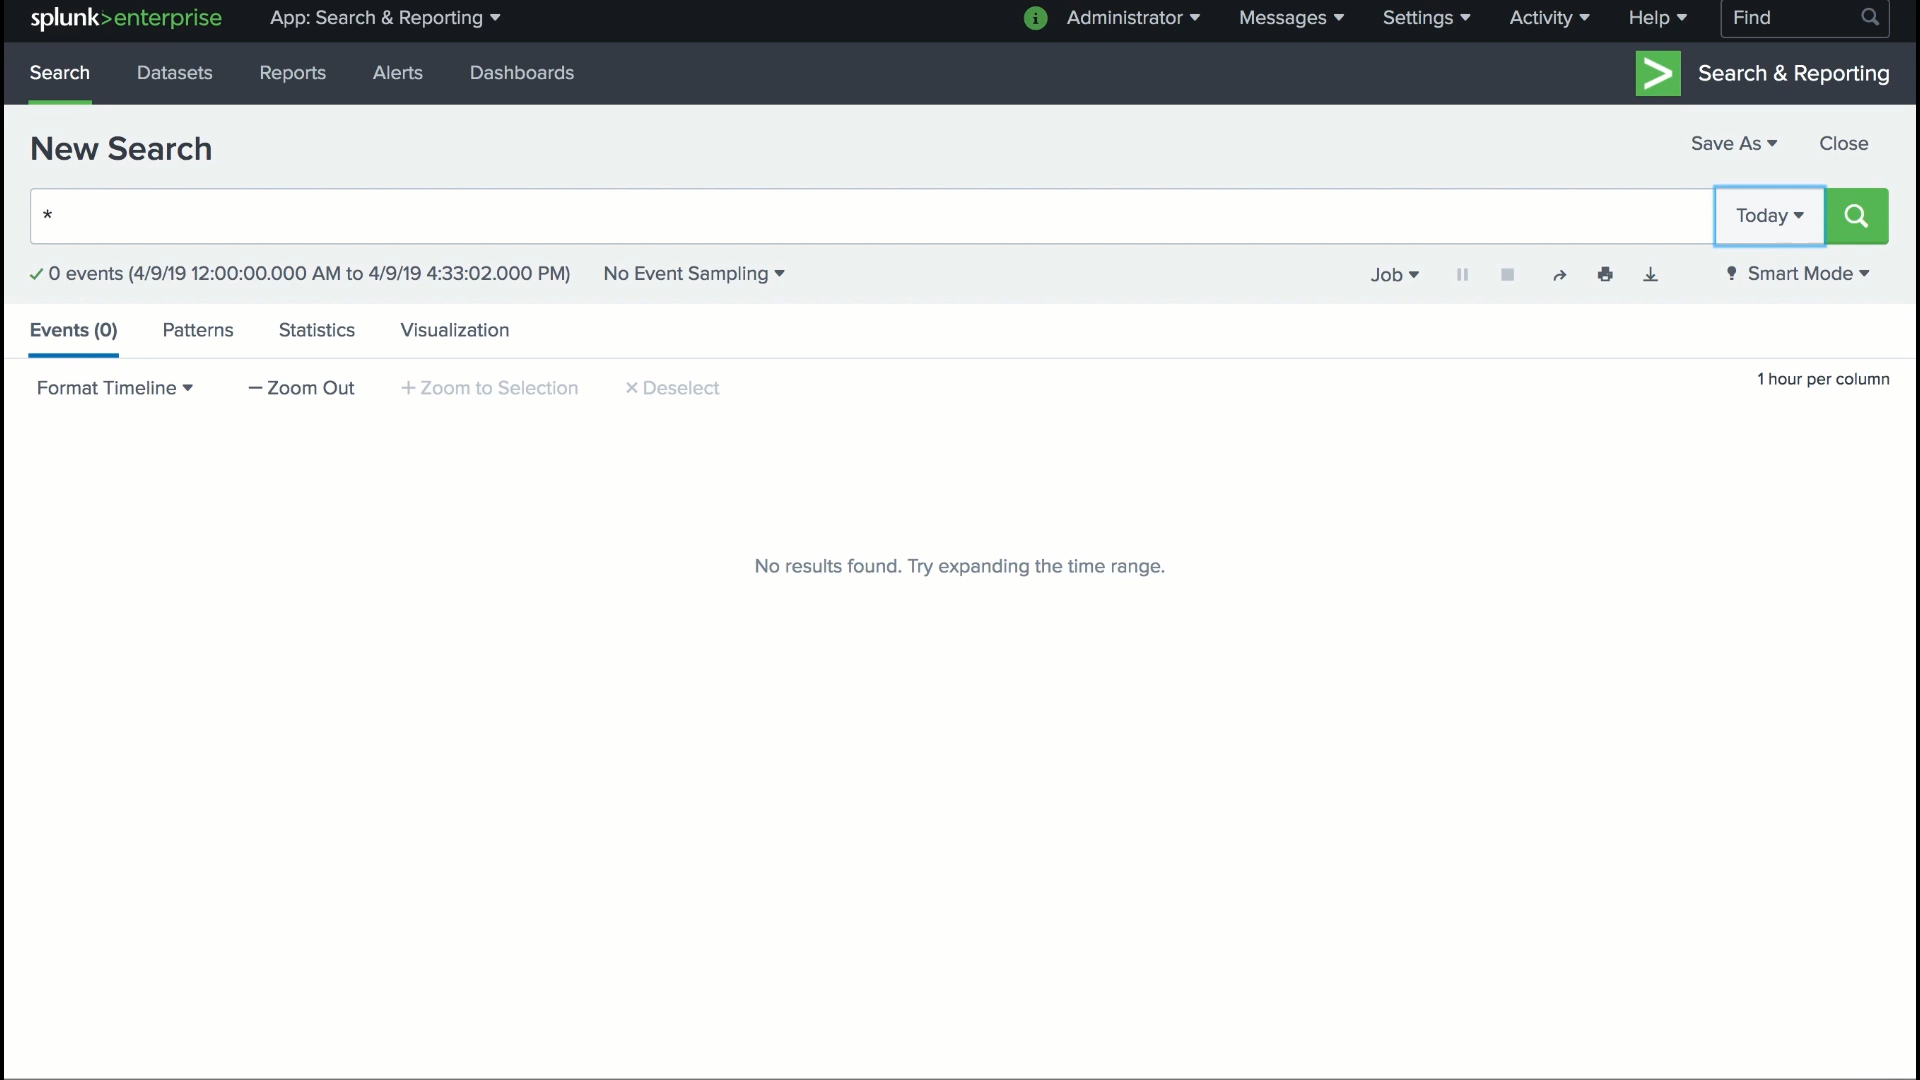 splunk>enterprise App: Search & Reporting i Administrator Messages Settings Activity Help Find
Search Datasets Reports Alerts Dashboards Search & Reporting
New Search Save As Close
* Today
0 events (4/9/19 12:00:00.000 AM to 4/9/19 4:33:02.000 PM) No Event Sampling Job Smart Mode
Events (0) Patterns Statistics Visualization
Format Timeline — Zoom Out + Zoom to Selection × Deselect 1 hour per column
No results found. Try expanding the time range.